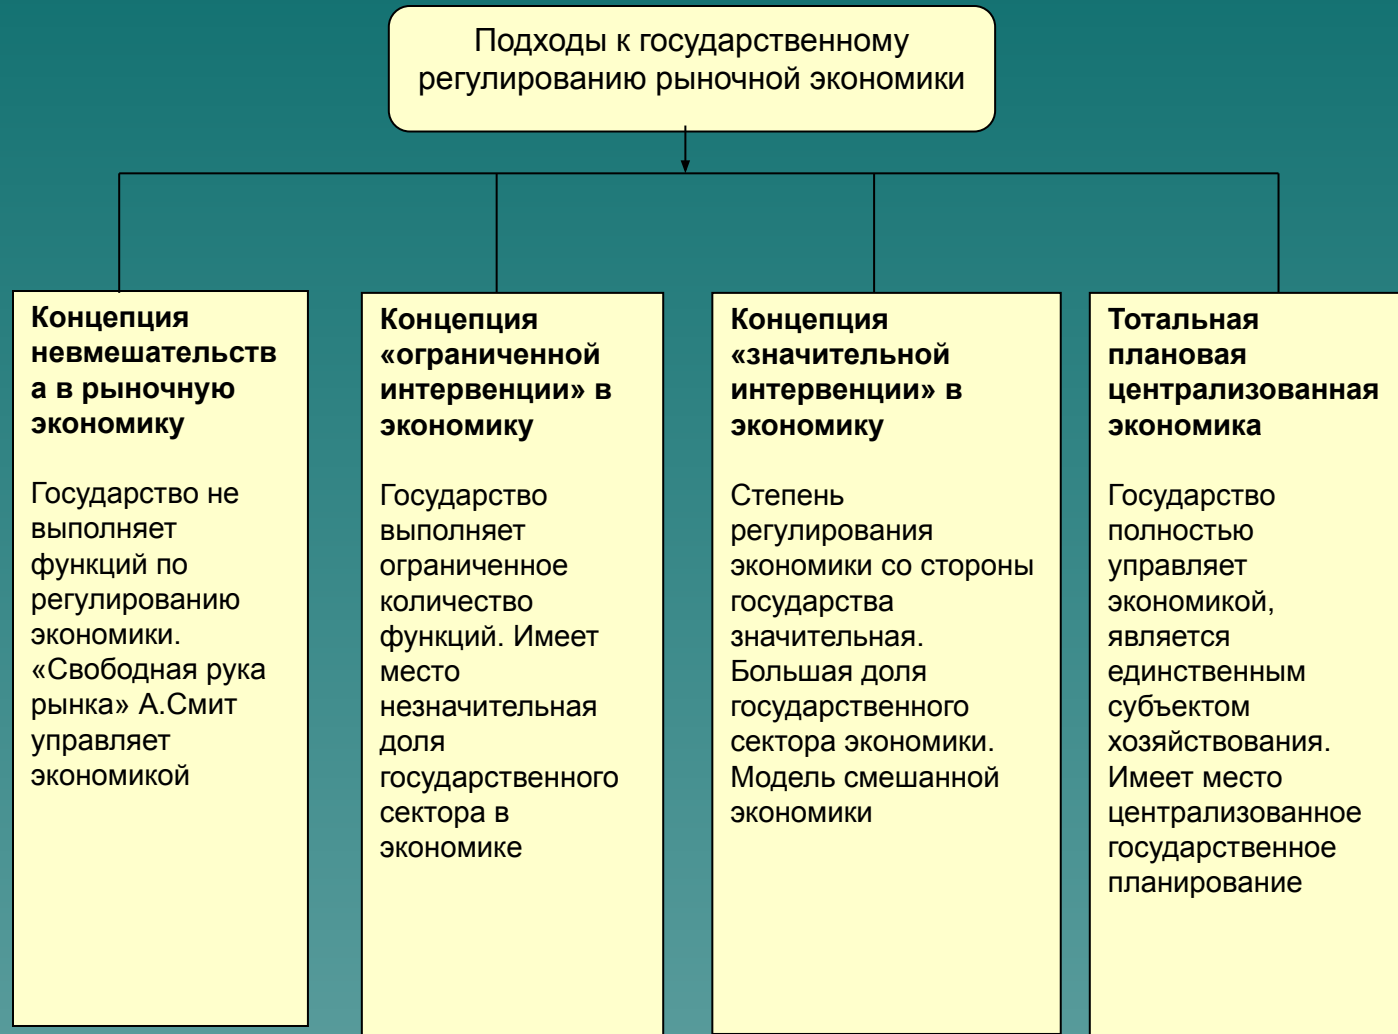 Подходы к государственному
регулированию рыночной экономики
Концепция
невмешательств
а в рыночную
экономику
Государство не
выполняет
функций по
регулированию
экономики.
«Свободная рука
рынка» А.Смит
управляет
экономикой
Концепция
«ограниченной
интервенции» в
экономику
Государство
выполняет
ограниченное
количество
функций. Имеет
место
незначительная
доля
государственного
сектора в
экономике
Концепция
«значительной
интервенции» в
экономику
Степень
регулирования
экономики со стороны
государства
значительная.
Большая доля
государственного
сектора экономики.
Модель смешанной
экономики
Тотальная
плановая
централизованная
экономика
Государство
полностью
управляет
экономикой,
является
единственным
субъектом
хозяйствования.
Имеет место
централизованное
государственное
планирование